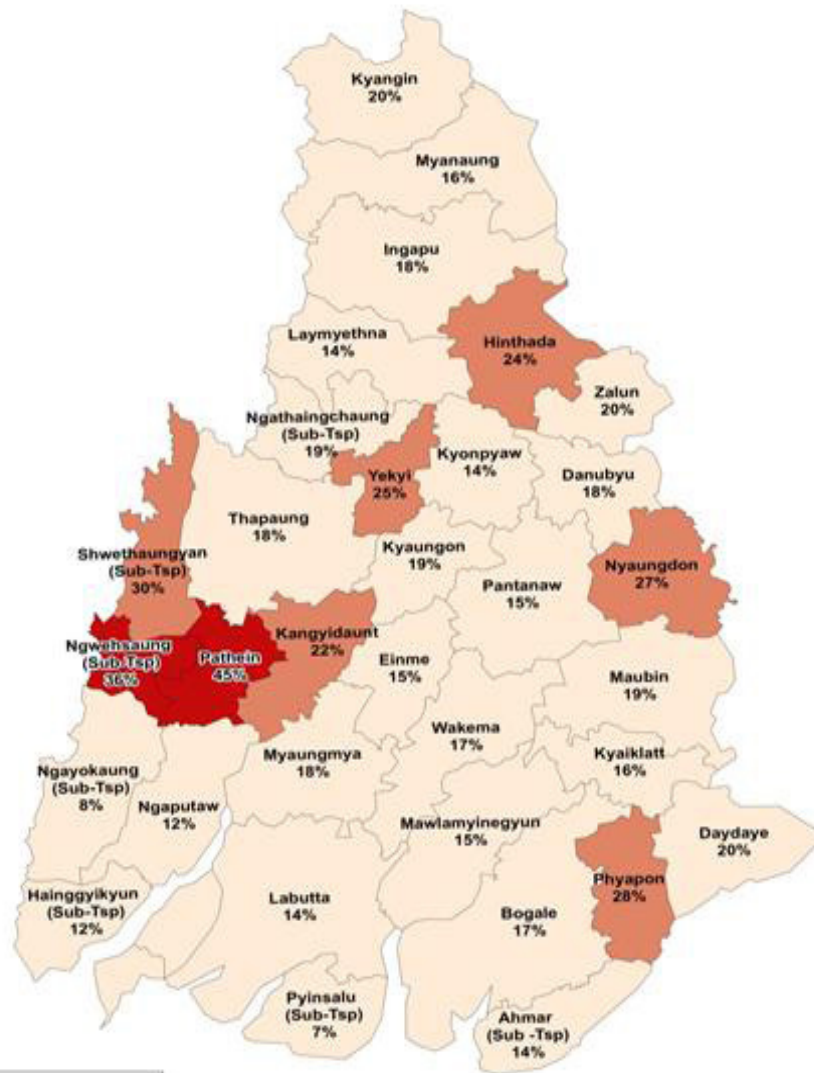 Kyangin
20%
Myanaung
16%
Ingapu
18%
Laymyethna
14%
Hinthada
24%
Zalun
20%
Ngathaingchaung
(Sub-Tsp)
19%
Yekyi
25%
Kyonpyaw
14%
Danubyu
18%
Thapaung
18%
Shwethaungyan
(Sub-Tsp)
30%
Kyaungon
19%
Nyaungdon
27%
Pantanaw
15%
Ngwehsaung
(Sub-Tsp)
36%
Pathein
45%
Kangyidaunt
22%
Einme
15%
Maubin
19%
Wakema
17%
Myaungmya
18%
Kyaiklatt
16%
Ngayokaung
(Sub-Tsp)
8%
Ngaputaw
12%
Mawlamyinegyun
15%
Daydaye
20%
Hainggyikyun
(Sub-Tsp)
12%
Labutta
14%
Phyapon
28%
Bogale
17%
Pyinsalu
(Sub-Tsp)
7%
Ahmar
(Sub -Tsp)
14%